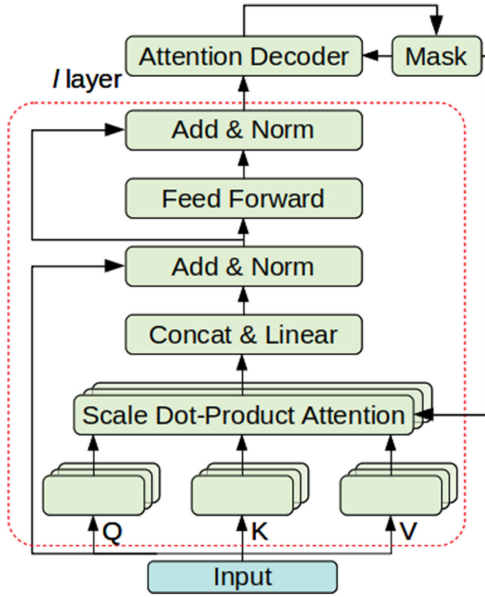 Attention Decoder
Mask
l layer
Add & Norm
Feed Forward
Add & Norm
Concat & Linear
Scale Dot-Product Attention
Q
K
V
Input